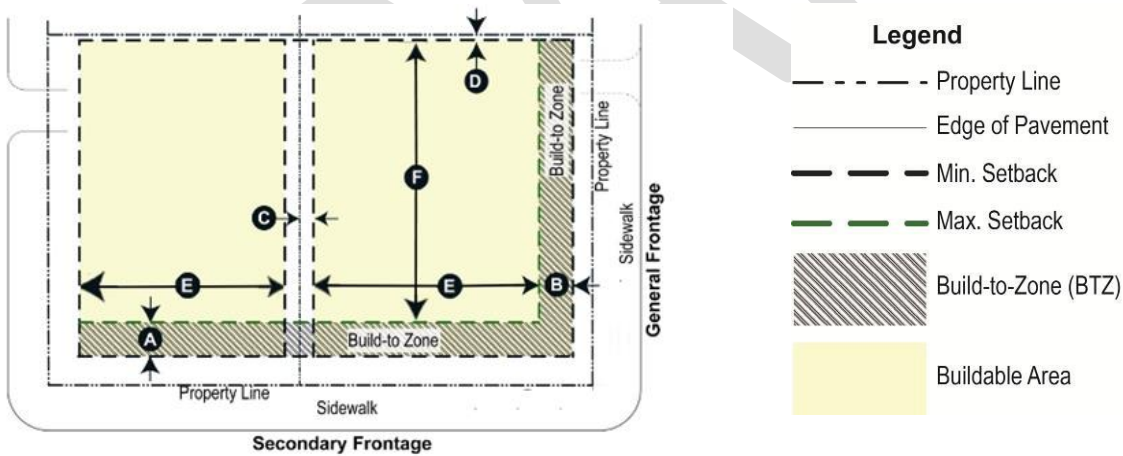 D
Build-to Zone
Property Line
F
C
Sidewalk
General Frontage
E
E
B
A
Build-to Zone
Property Line
Sidewalk
Secondary Frontage
Legend
Property Line
Edge of Pavement
Min. Setback
Max. Setback
Build-to-Zone (BTZ)
Buildable Area